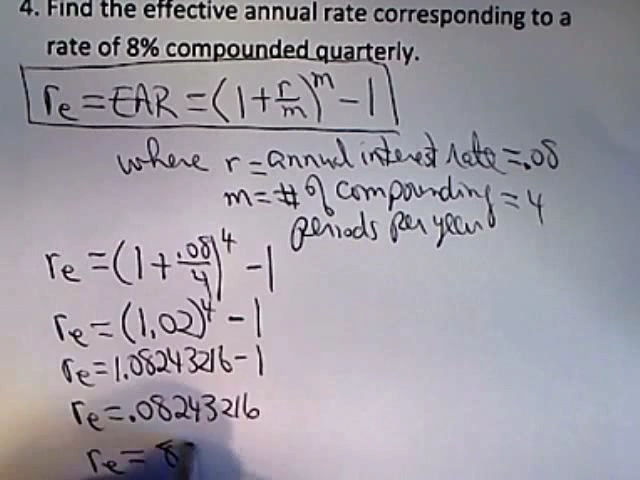 4. Find the effective annual rate corresponding to a
rate of 8% compounded quarterly.
re = EAR = (1 + r/m)^m - 1
where r = annual interest rate = .08
m = # of compounding = 4
periods per year
re = (1 + .08/4)^4 - 1
re = (1.02)^4 - 1
re = 1.08243216 - 1
re = .08243216
re = 8